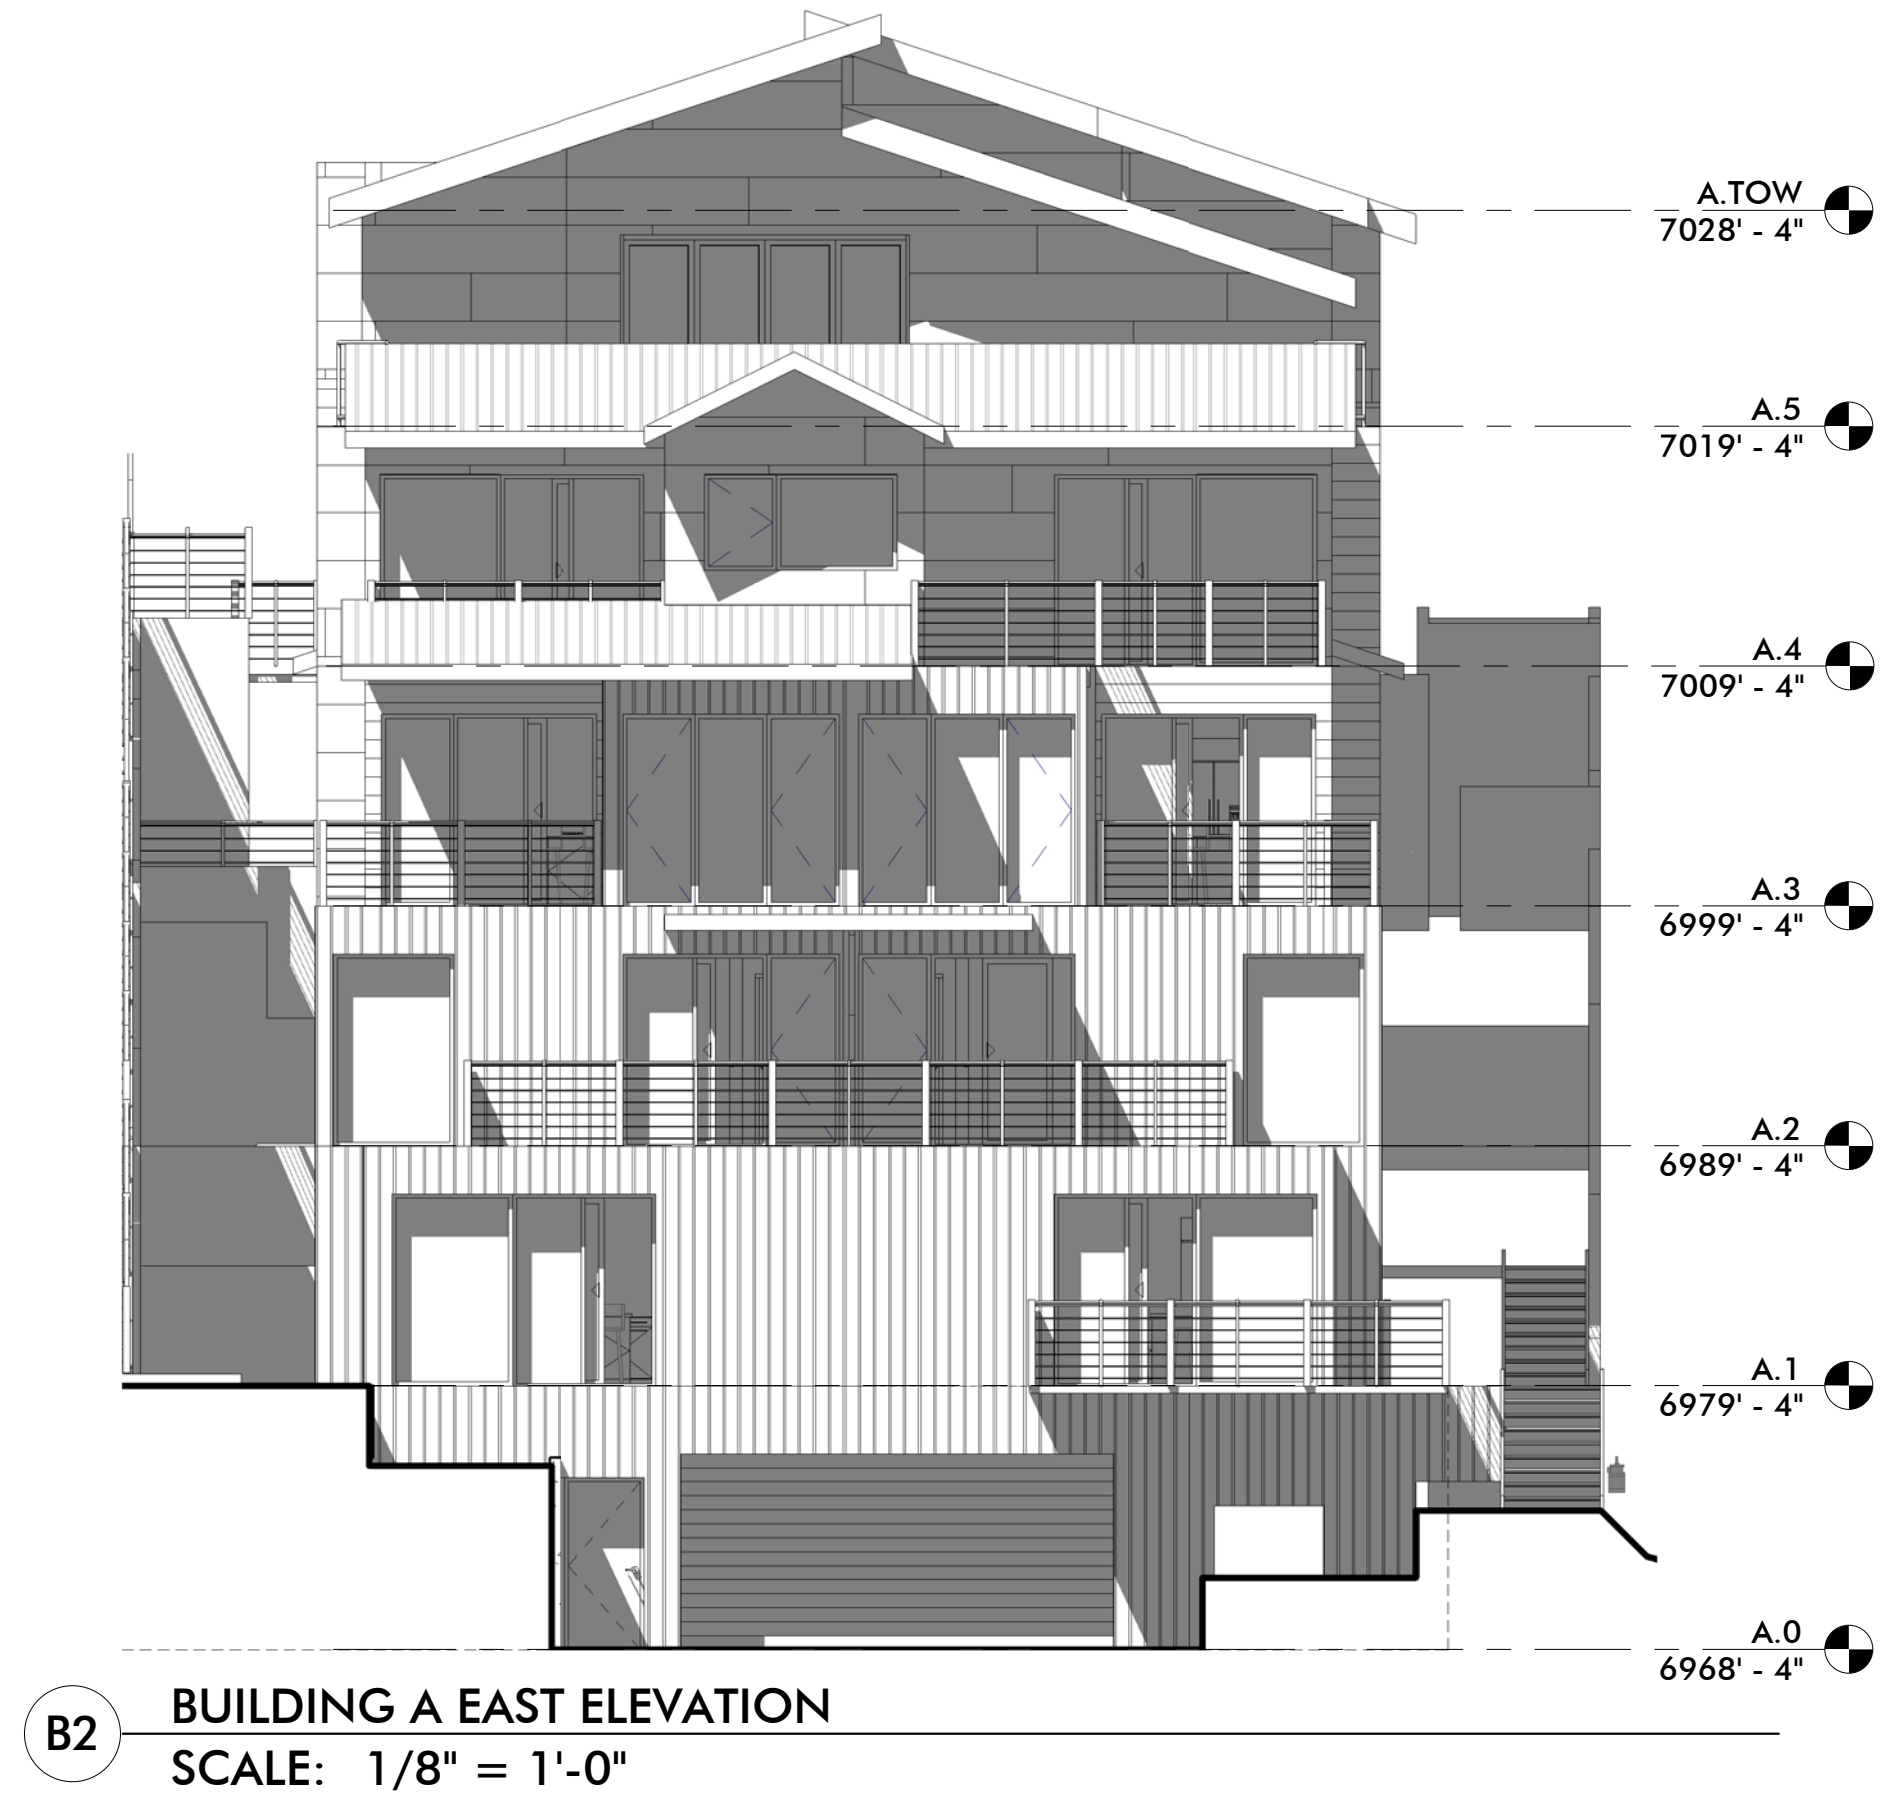 A.TOW
7028' - 4"
A.5
7019' - 4"
A.4
7009' - 4"
A.3
6999' - 4"
A.2
6989' - 4"
A.1
6979' - 4"
A.0
6968' - 4"
B2
BUILDING A EAST ELEVATION
SCALE: 1/8" = 1'-0"